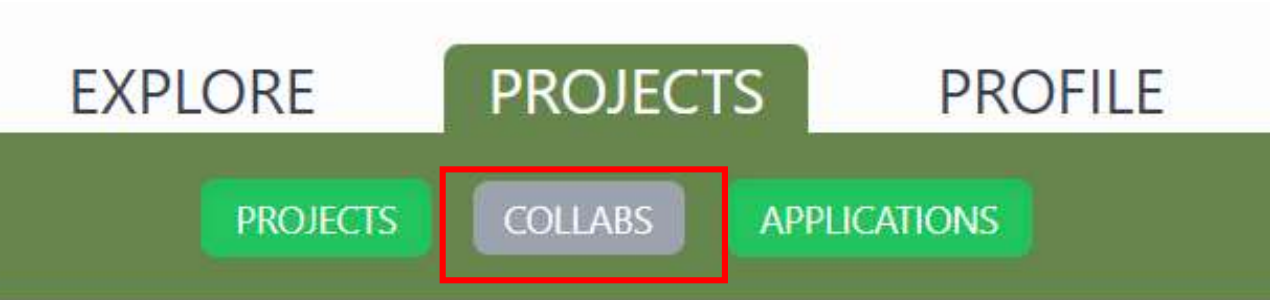 EXPLORE PROJECTS PROFILE
PROJECTS COLLABS APPLICATIONS